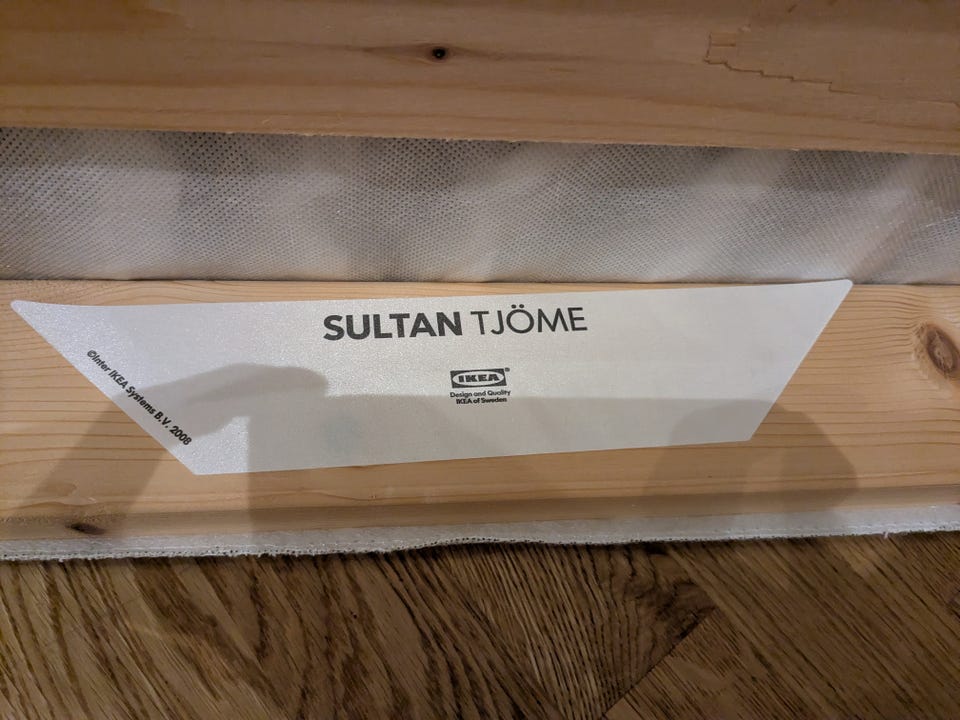 SULTAN TJÖME
IKEA®
Design and Quality
IKEA of Sweden
©Inter IKEA Systems B.V. 2008